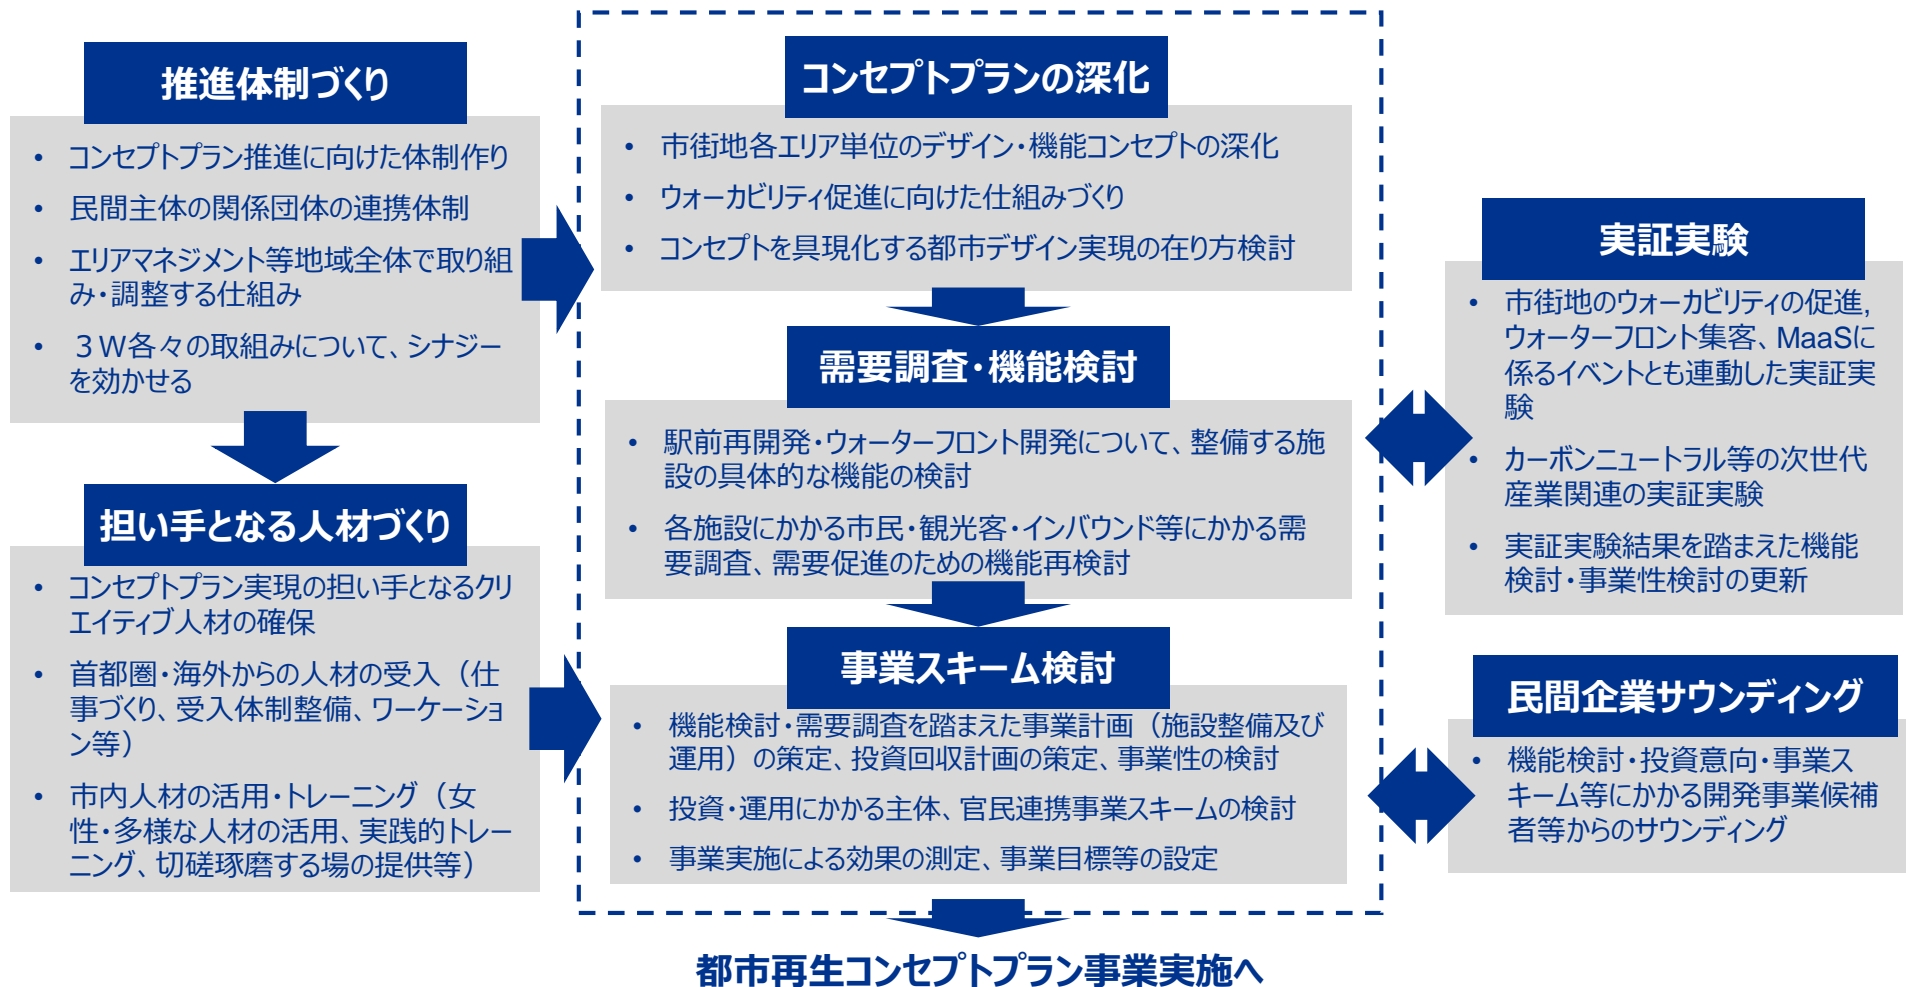 推進体制づくり
• コンセプトプラン推進に向けた体制作り
• 民間主体の関係団体の連携体制
• エリアマネジメント等地域全体で取り組
み・調整する仕組み
• ３Ｗ各々の取組みについて、シナジー
を効かせる
担い手となる人材づくり
• コンセプトプラン実現の担い手となるクリ
エイティブ人材の確保
• 首都圏・海外からの人材の受入（仕
事づくり、受入体制整備、ワーケーショ
ン等）
• 市内人材の活用・トレーニング（女
性・多様な人材の活用、実践的トレー
ニング、切磋琢磨する場の提供等）
コンセプトプランの深化
• 市街地各エリア単位のデザイン・機能コンセプトの深化
• ウォーカビリティ促進に向けた仕組みづくり
• コンセプトを具現化する都市デザイン実現の在り方検討
需要調査・機能検討
• 駅前再開発・ウォーターフロント開発について、整備する施
設の具体的な機能の検討
• 各施設にかかる市民・観光客・インバウンド等にかかる需
要調査、需要促進のための機能再検討
事業スキーム検討
• 機能検討・需要調査を踏まえた事業計画（施設整備及び
運用）の策定、投資回収計画の策定、事業性の検討
• 投資・運用にかかる主体、官民連携事業スキームの検討
• 事業実施による効果の測定、事業目標等の設定
都市再生コンセプトプラン事業実施へ
実証実験
• 市街地のウォーカビリティの促進,
ウォーターフロント集客、MaaSに
係るイベントとも連動した実証実
験
• カーボンニュートラル等の次世代
産業関連の実証実験
• 実証実験結果を踏まえた機能
検討・事業性検討の更新
民間企業サウンディング
• 機能検討・投資意向・事業ス
キーム等にかかる開発事業候補
者等からのサウンディング